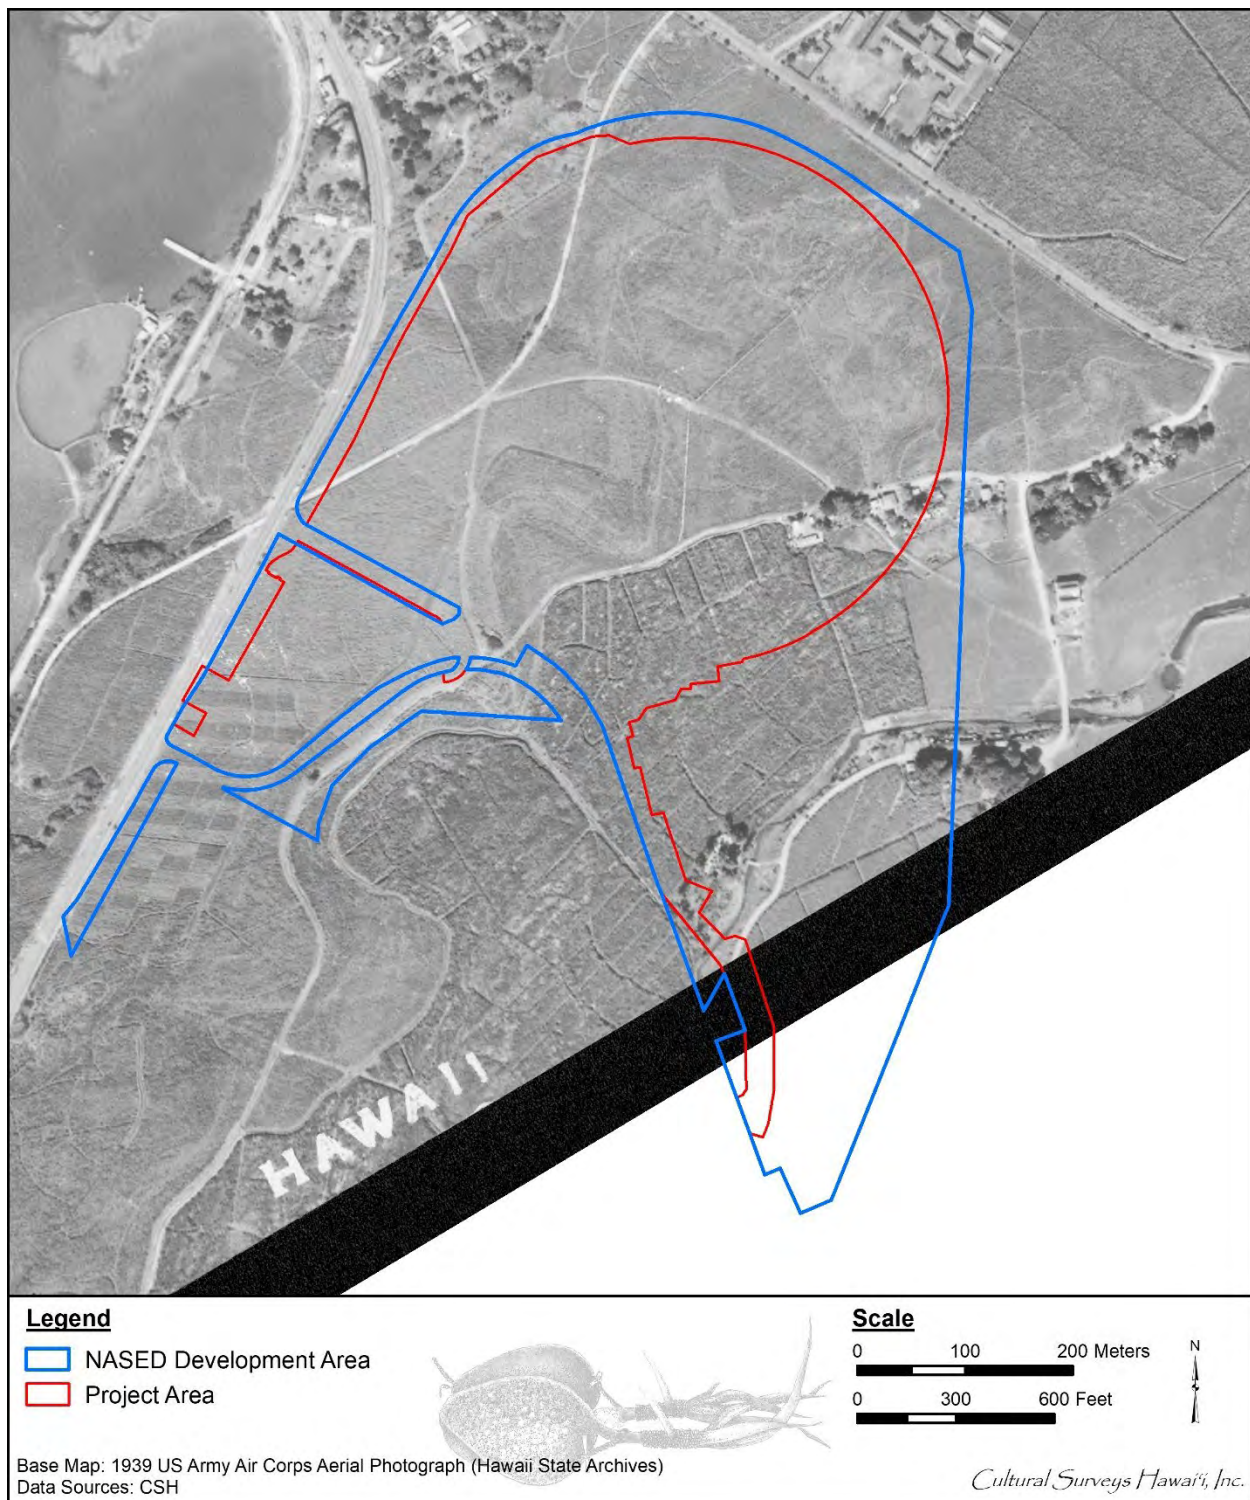 HAWAII
Legend
NASED Development Area
Project Area
Scale
0 100 200 Meters
0 300 600 Feet
N
Base Map: 1939 US Army Air Corps Aerial Photograph (Hawaii State Archives)
Data Sources: CSH
Cultural Surveys Hawai‘i, Inc.